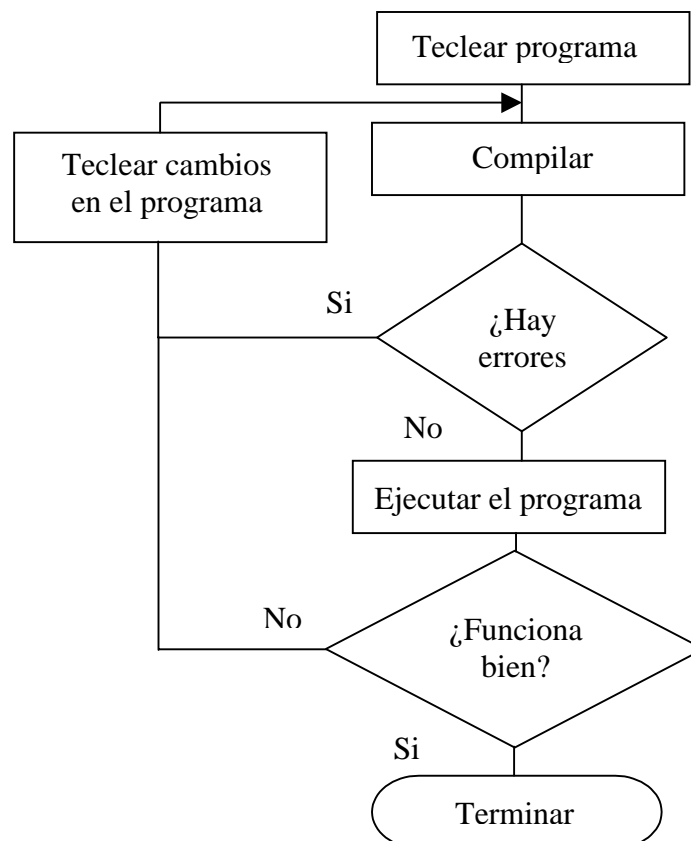 Teclear programa
Teclear cambios
en el programa
Compilar
Si
¿Hay
errores
No
Ejecutar el programa
No
¿Funciona
bien?
Si
Terminar